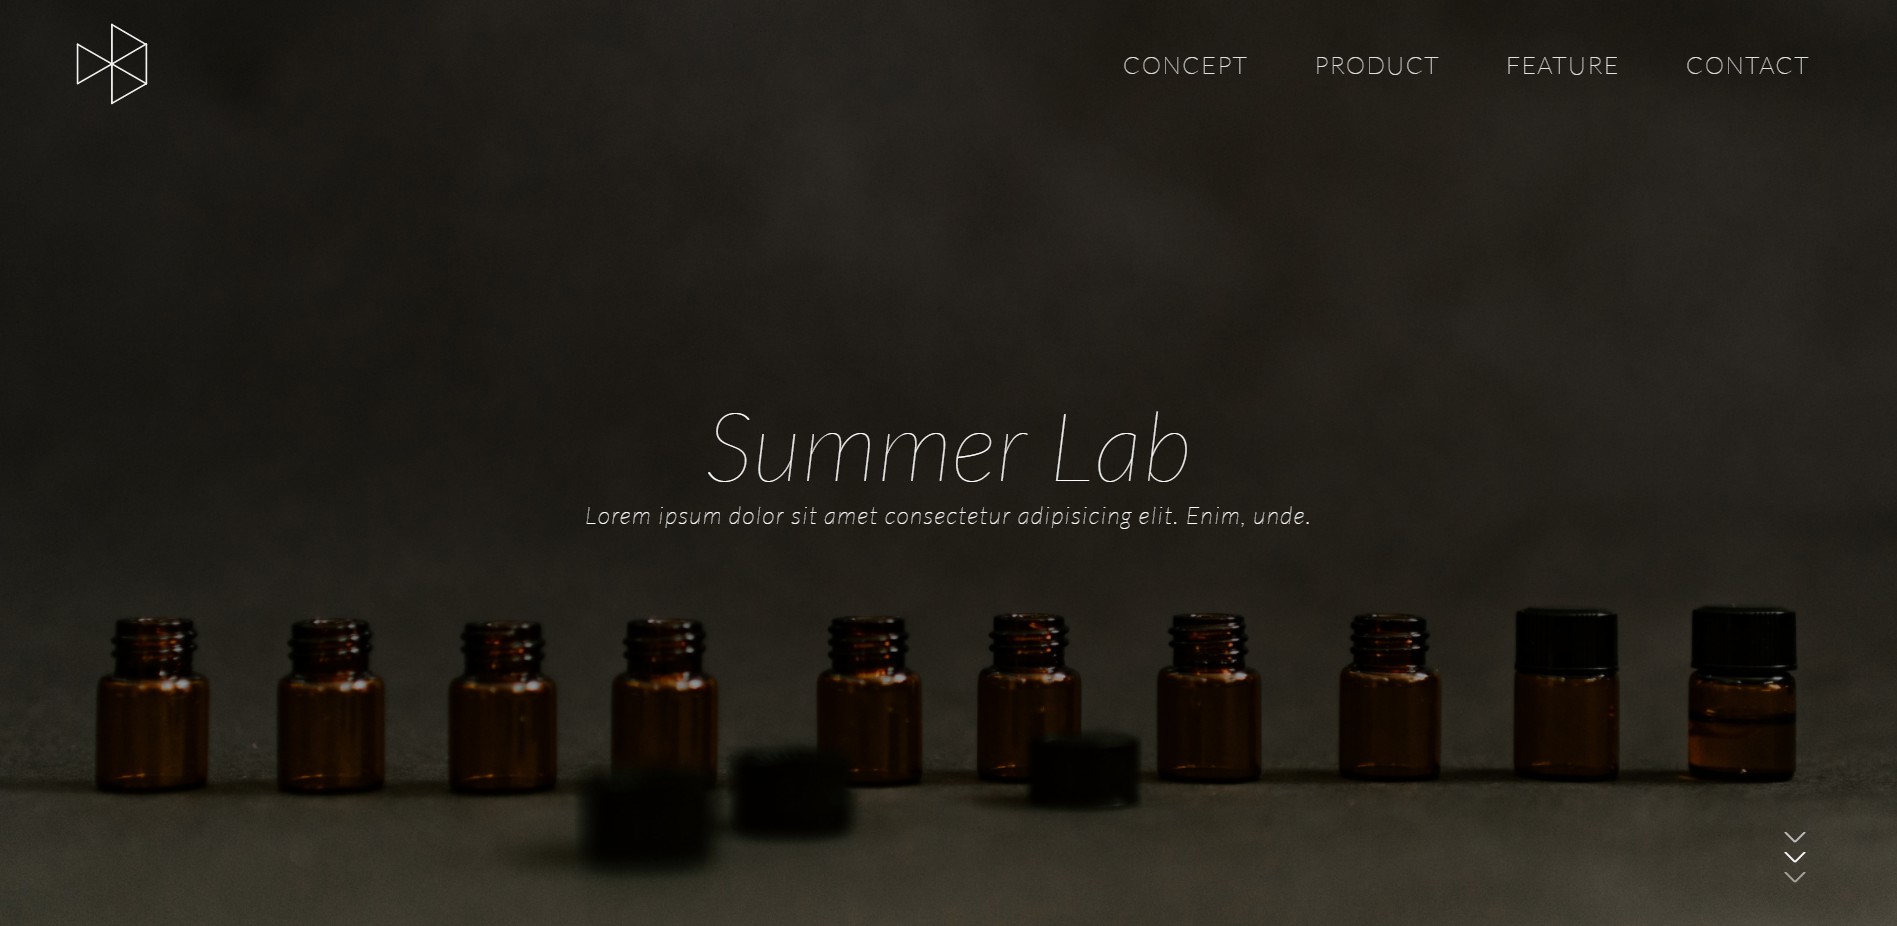 CONCEPT PRODUCT FEATURE CONTACT
Summer Lab
Lorem ipsum dolor sit amet consectetur adipisicing elit. Enim, unde.